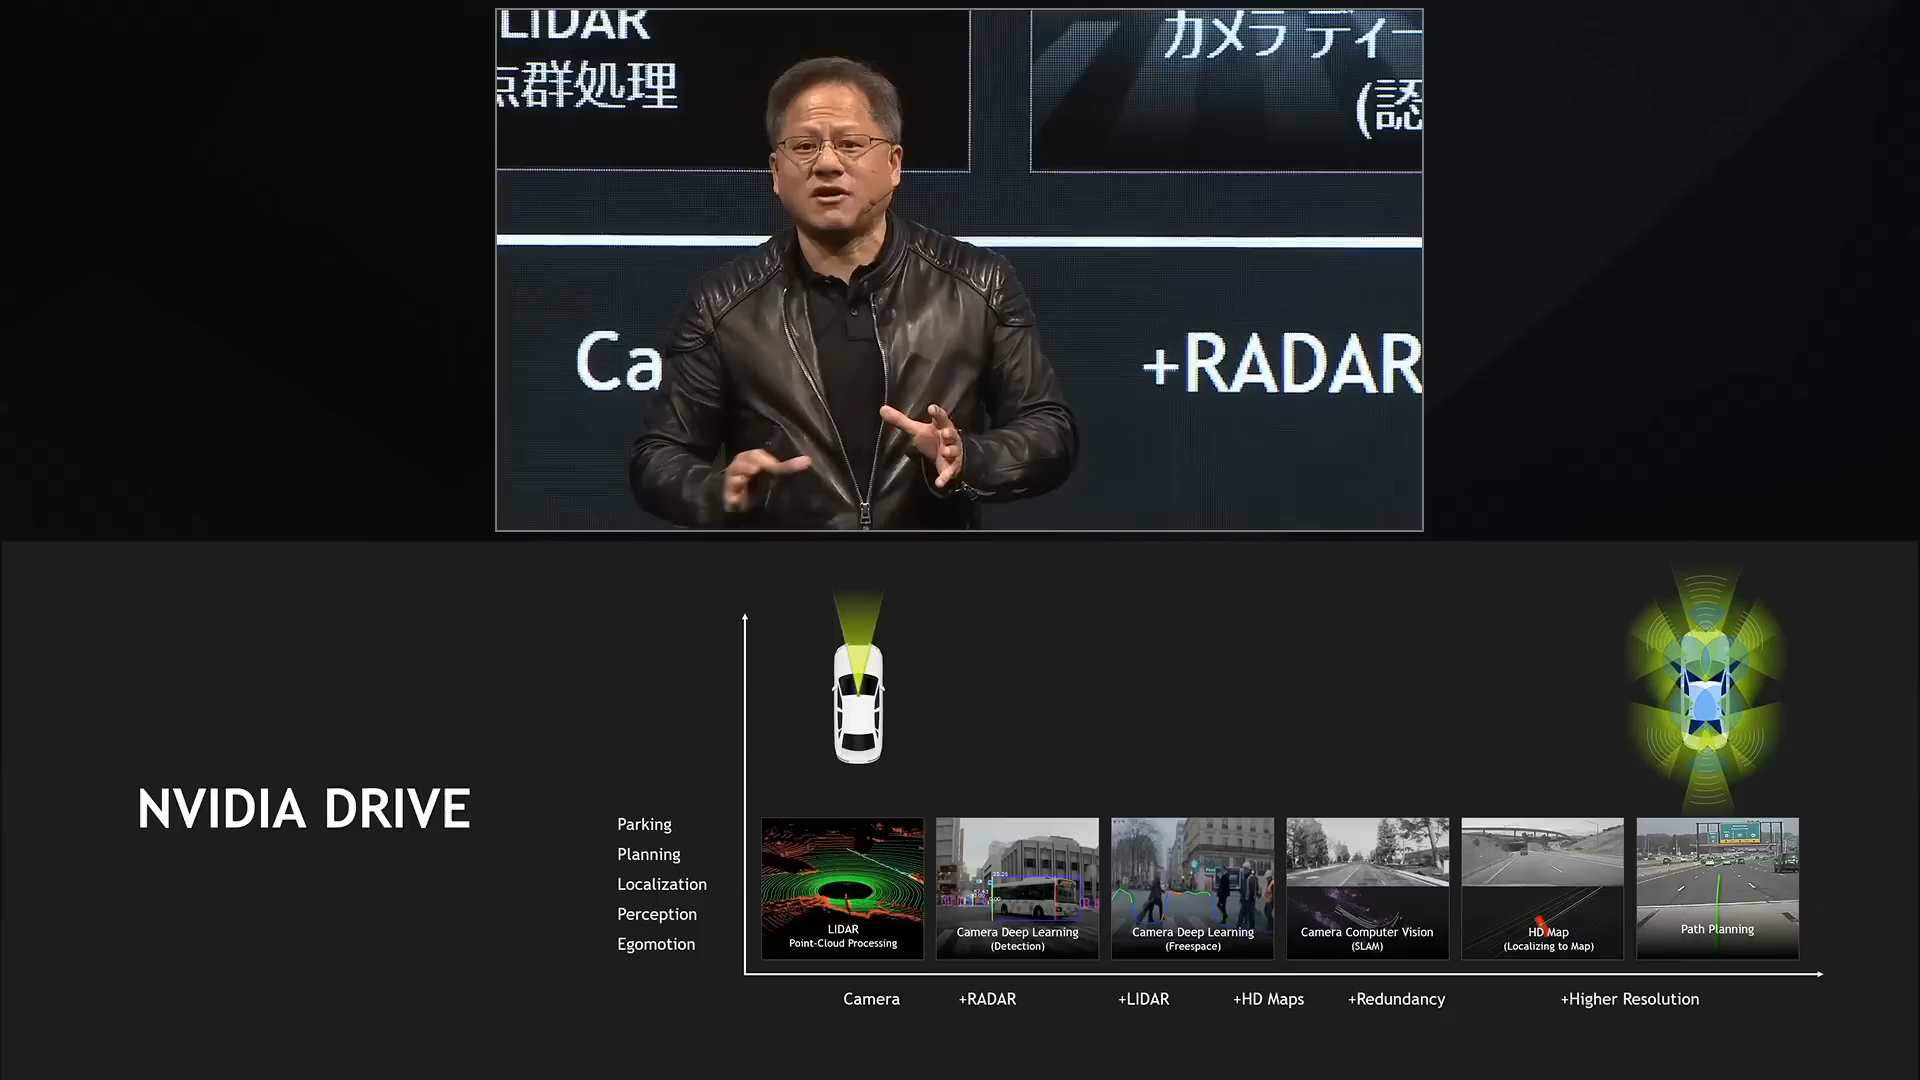 LIDAR
点群処理
カメラ ディー
(認
Ca
+RADAR
NVIDIA DRIVE
Parking
Planning
Localization
Perception
Egomotion
LIDAR
Point-Cloud Processing
Camera Deep Learning
(Detection)
Camera Deep Learning
(Freespace)
Camera Computer Vision
(SLAM)
HD Map
(Localizing to Map)
Path Planning
Camera
+RADAR
+LIDAR
+HD Maps
+Redundancy
+Higher Resolution